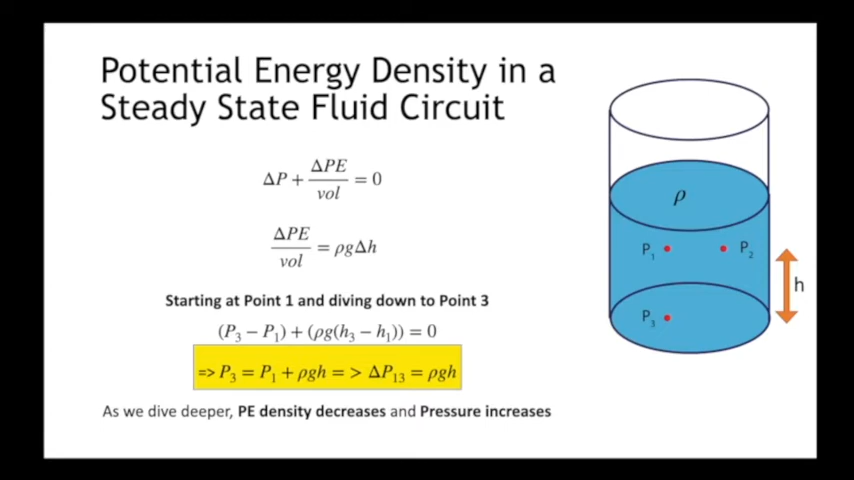 Potential Energy Density in a
Steady State Fluid Circuit
ΔP + ΔPE/vol = 0
ΔPE/vol = ρgΔh
Starting at Point 1 and diving down to Point 3
(P₃ − P₁) + (ρg(h₃ − h₁)) = 0
=> P₃ = P₁ + ρgh = > ΔP₁₃ = ρgh
As we dive deeper, PE density decreases and Pressure increases
ρ
P₁
P₂
h
P₃